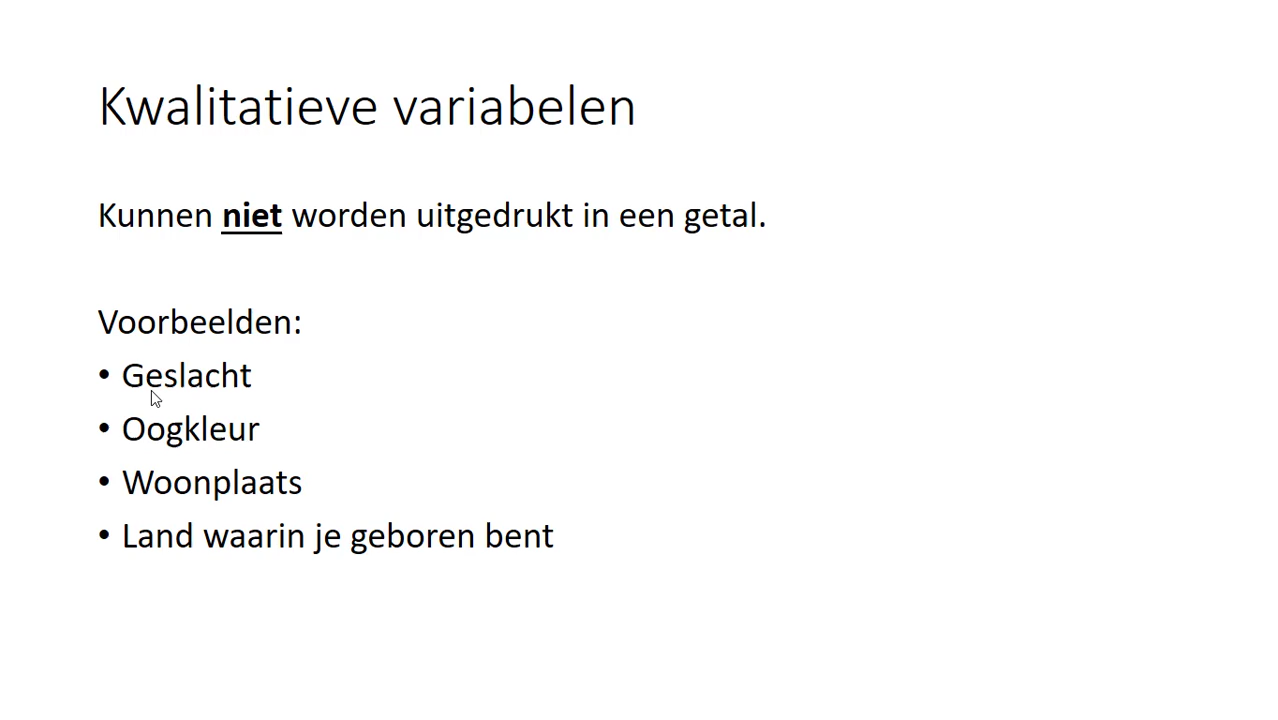 Kwalitatieve variabelen
Kunnen niet worden uitgedrukt in een getal.
Voorbeelden:
• Geslacht
• Oogkleur
• Woonplaats
• Land waarin je geboren bent